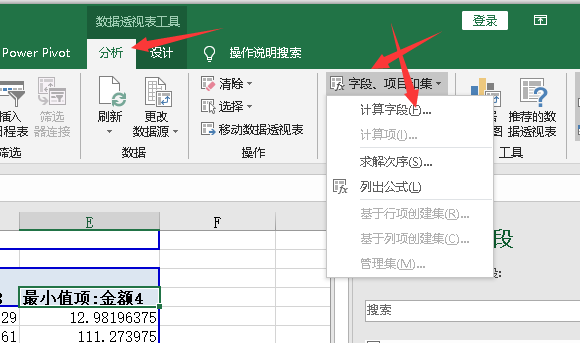 数据透视表工具
登录
Power Pivot 分析 设计 操作说明搜索
插入 日程表
筛选器连接
筛选
刷新
更改数据源
数据
清除
选择
移动数据透视表
操作
字段、项目和集
计算字段(F)...
计算项(I)...
求解次序(S)...
列出公式(L)
基于行项创建集(R)...
基于列项创建集(C)...
管理集(M)...
推荐的数据透视表
工具
E F
最小值项:金额4
29 12.98196375
61 111.273975
段
段:
搜索